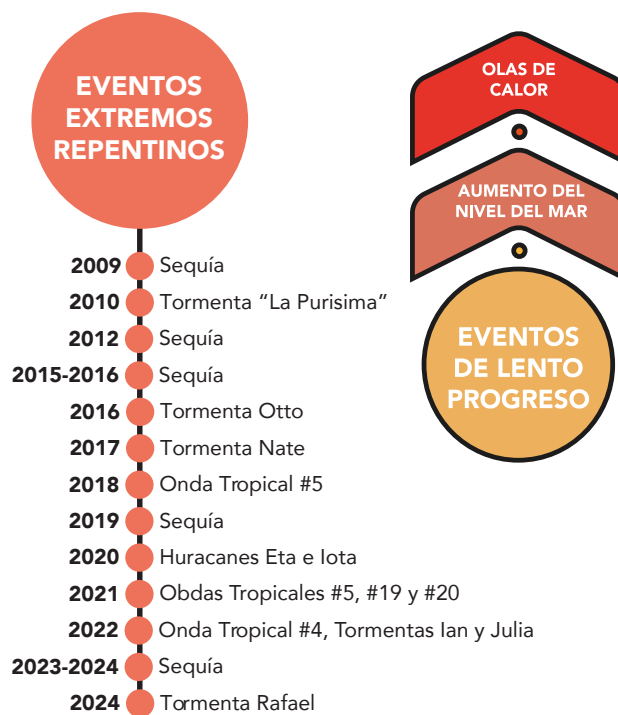 EVENTOS
EXTREMOS
REPENTINOS
2009 Sequía
2010 Tormenta “La Purisima”
2012 Sequía
2015-2016 Sequía
2016 Tormenta Otto
2017 Tormenta Nate
2018 Onda Tropical #5
2019 Sequía
2020 Huracanes Eta e Iota
2021 Obdas Tropicales #5, #19 y #20
2022 Onda Tropical #4, Tormentas Ian y Julia
2023-2024 Sequía
2024 Tormenta Rafael
OLAS DE
CALOR
AUMENTO DEL
NIVEL DEL MAR
EVENTOS
DE LENTO
PROGRESO